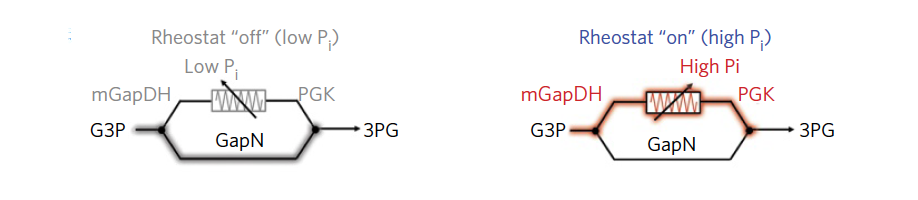 Rheostat "off" (low Pi)
Low Pi
mGapDH
PGK
G3P
GapN
3PG
Rheostat "on" (high Pi)
High Pi
mGapDH
PGK
G3P
GapN
3PG